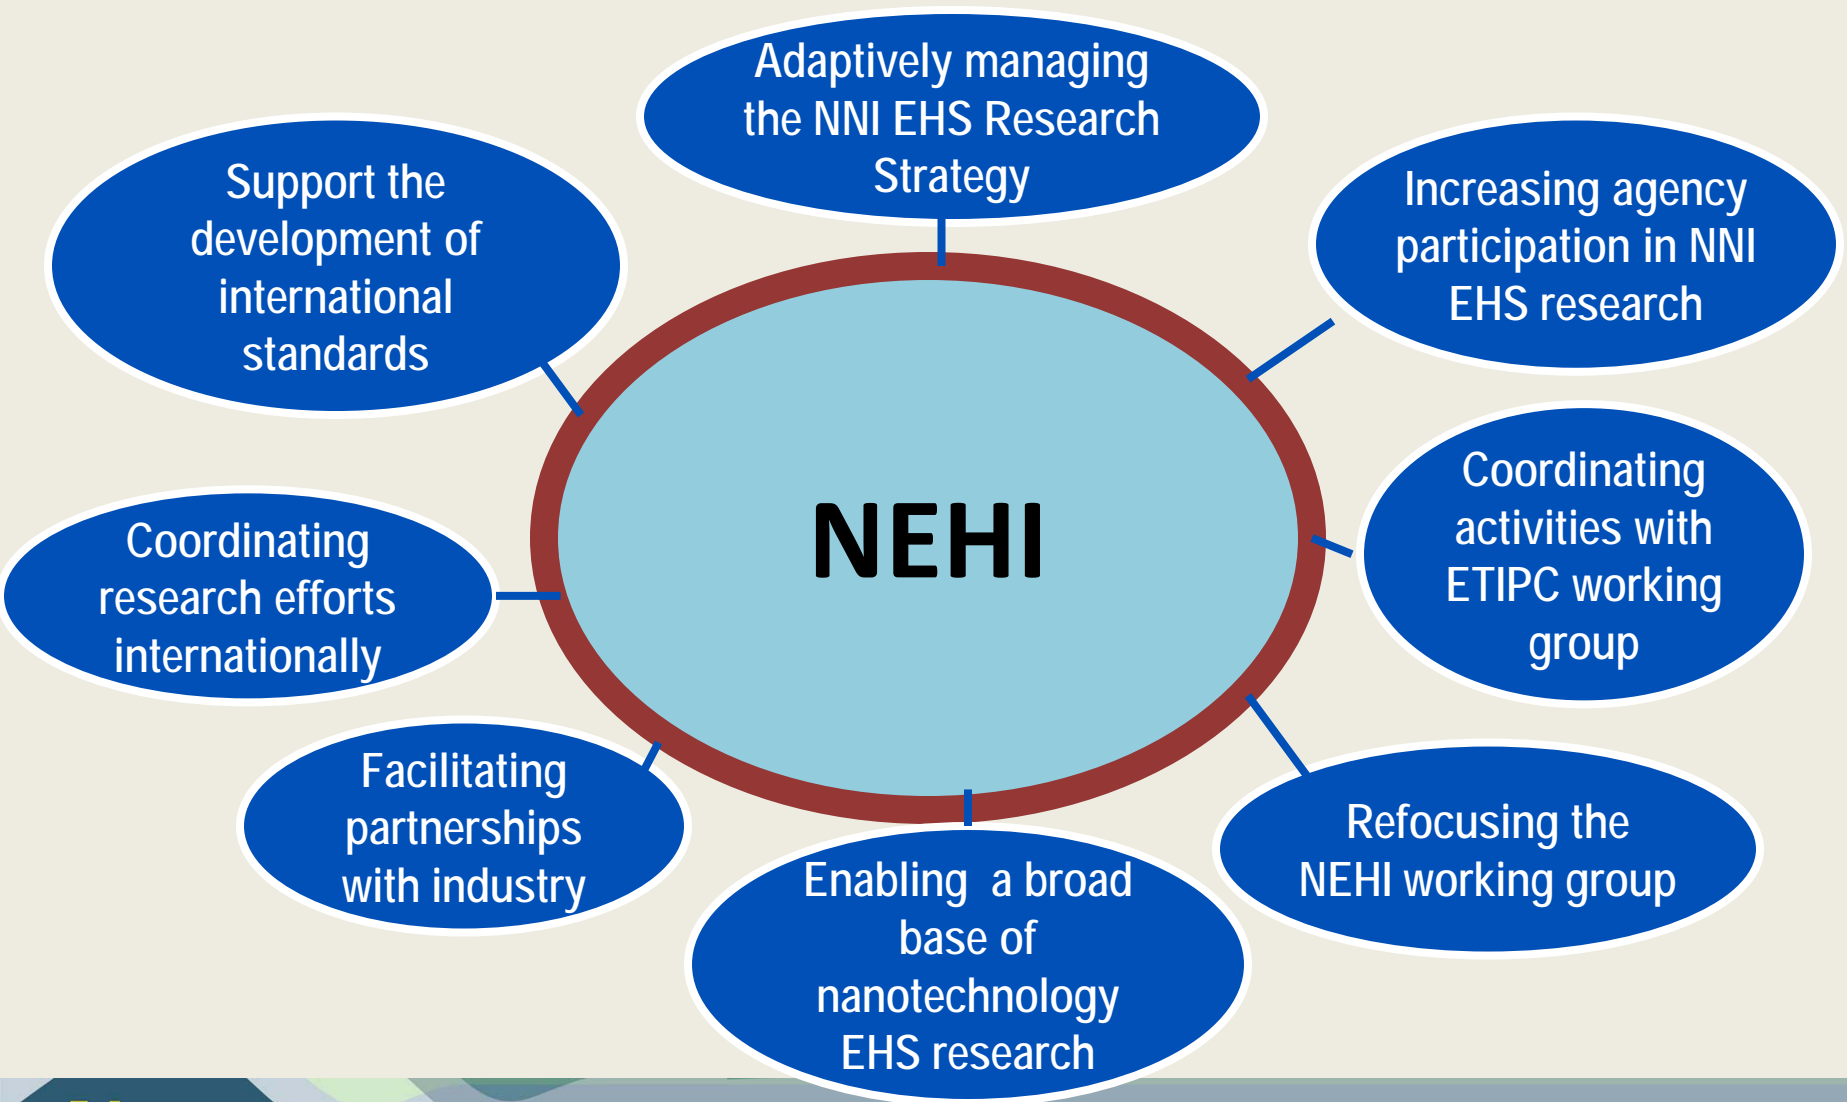 Adaptively managing
the NNI EHS Research
Strategy
Support the
development of
international
standards
Increasing agency
participation in NNI
EHS research
Coordinating
activities with
ETIPC working
group
NEHI
Coordinating
research efforts
internationally
Facilitating
partnerships
with industry
Refocusing the
NEHI working group
Enabling  a broad
base of
nanotechnology
EHS research